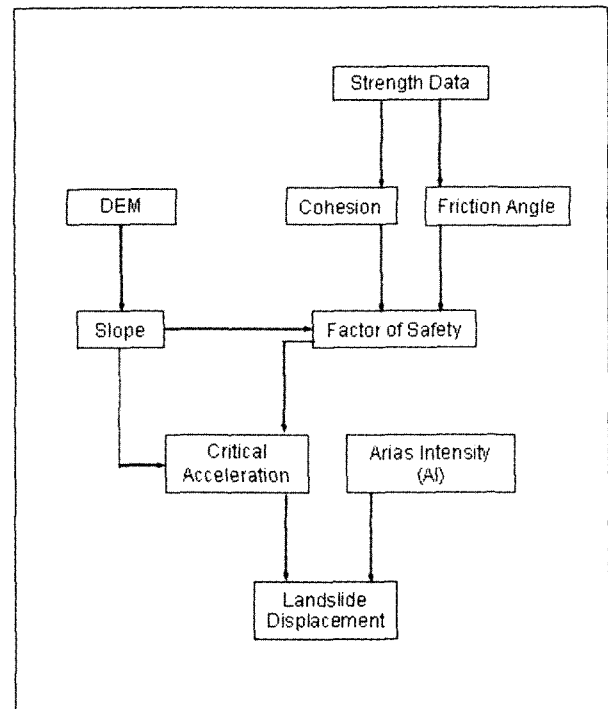 Strength Data
DEM
Cohesion
Friction Angle
Slope
Factor of Safety
Critical
Acceleration
Arias Intensity
(AI)
Landslide
Displacement